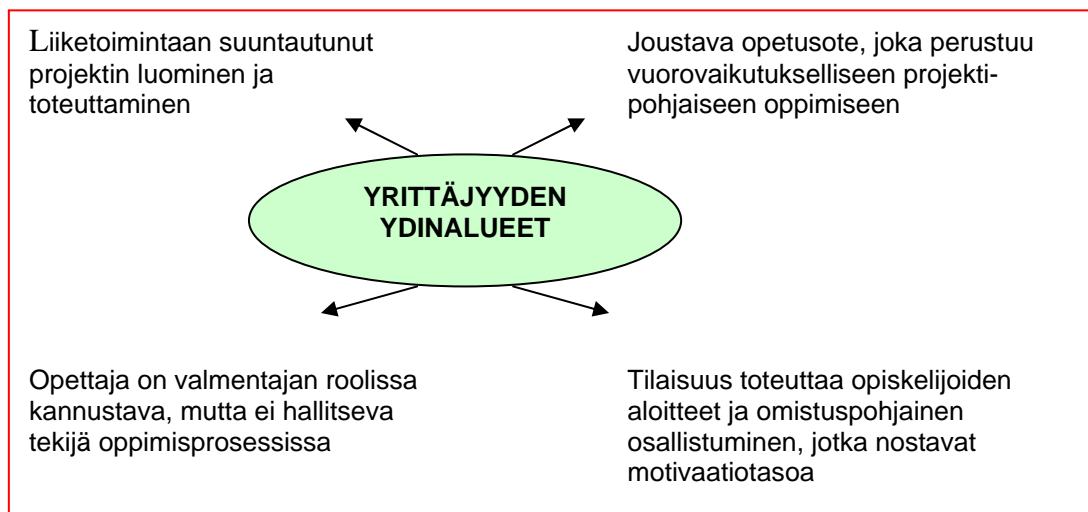 Liiketoimintaan suuntautunut
projektin luominen ja
toteuttaminen
Joustava opetusote, joka perustuu
vuorovaikutukselliseen projekti-
pohjaiseen oppimiseen
YRITTÄJYYDEN
YDINALUEET
Opettaja on valmentajan roolissa
kannustava, mutta ei hallitseva
tekijä oppimisprosessissa
Tilaisuus toteuttaa opiskelijoiden
aloitteet ja omistuspohjainen
osallistuminen, jotka nostavat
motivaatiotasoa